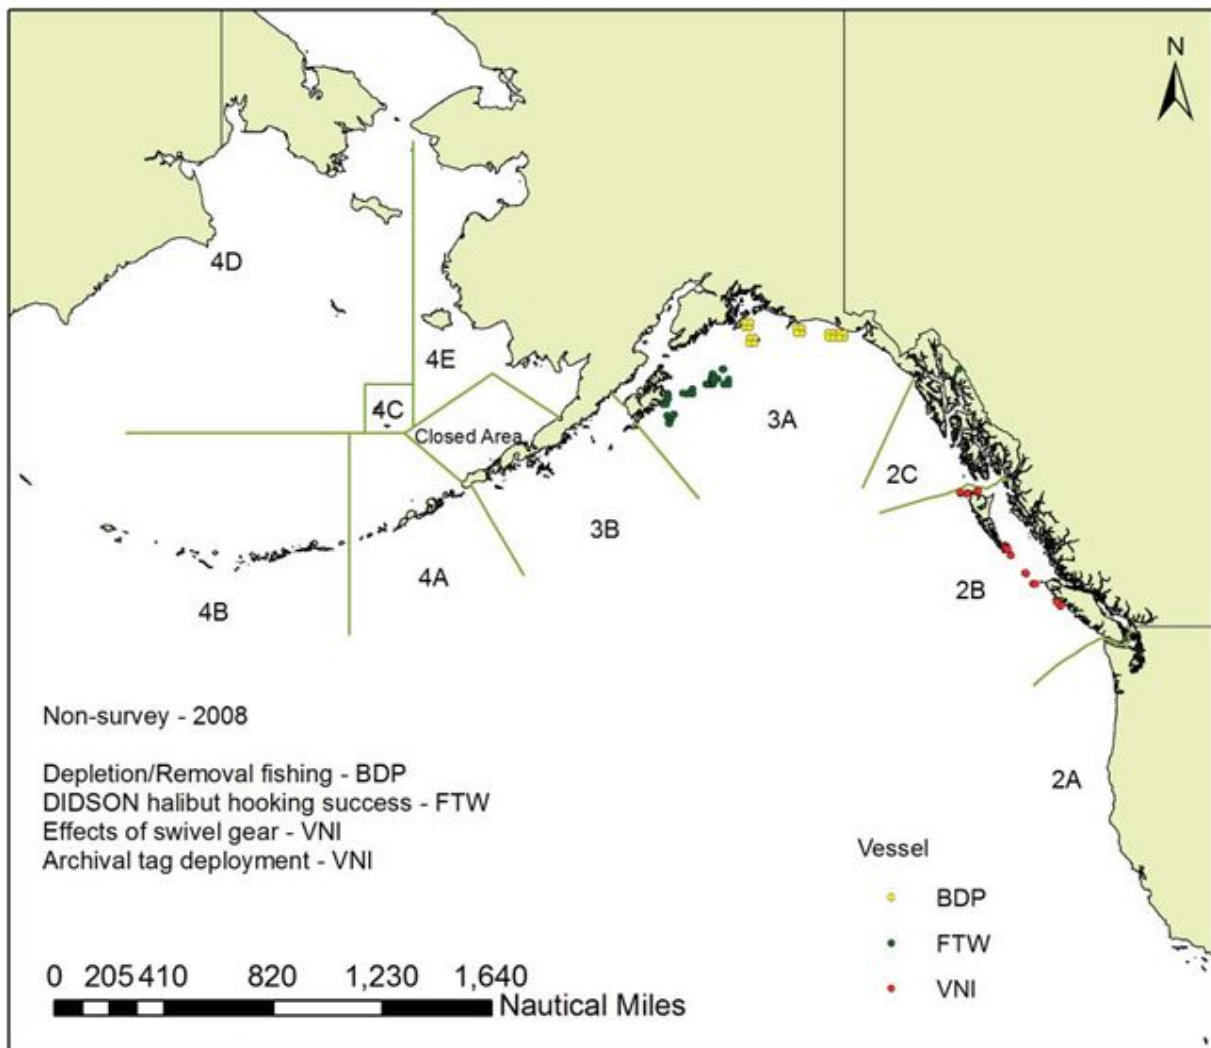 N
4D
4E
4C
Closed Area
3A
2C
3B
4A
2B
4B
Non-survey - 2008
Depletion/Removal fishing - BDP
DIDSON halibut hooking success - FTW
Effects of swivel gear - VNI
Archival tag deployment - VNI
2A
Vessel
BDP
FTW
VNI
0 205 410 820 1,230 1,640
Nautical Miles